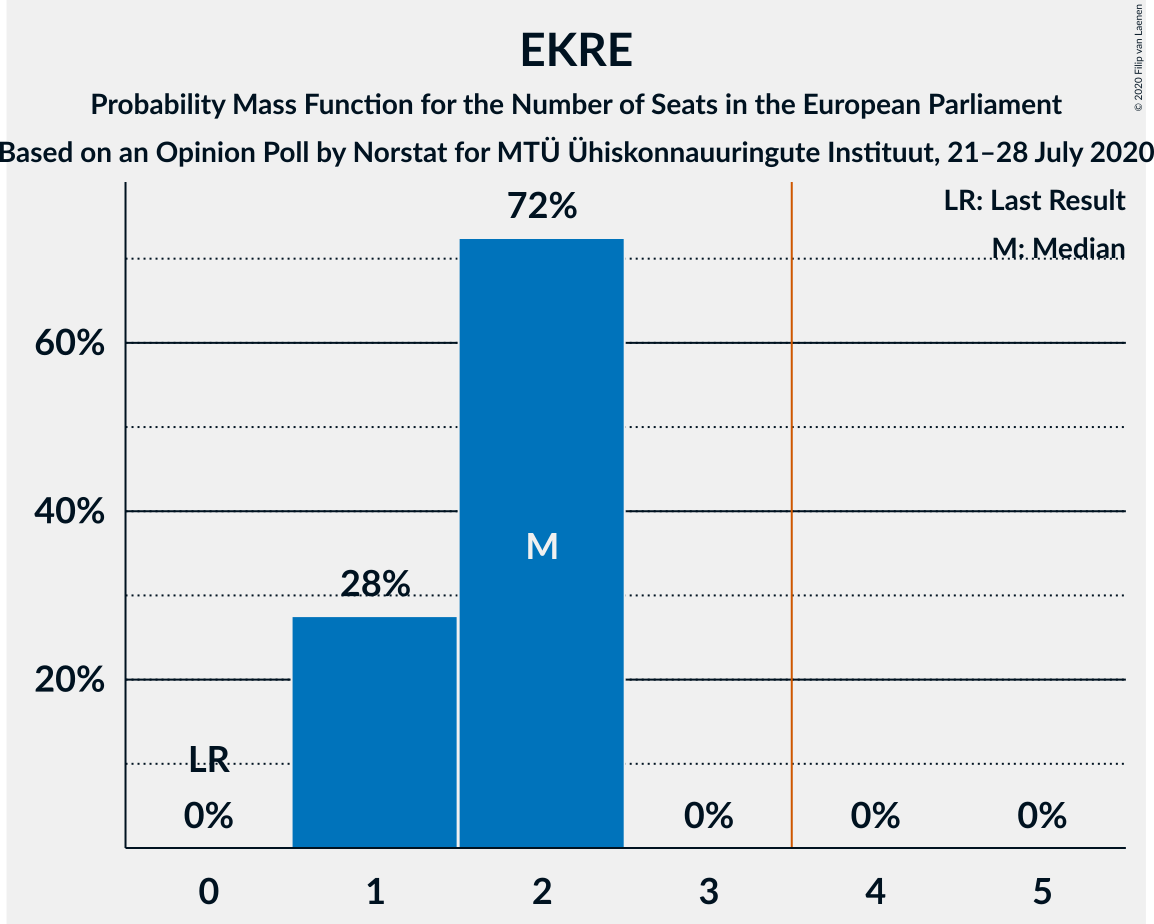 EKRE
Probability Mass Function for the Number of Seats in the European Parliament
Based on an Opinion Poll by Norstat for MTÜ Ühiskonnauuringute Instituut, 21–28 July 2020
© 2020 Filip van Laenen
LR: Last Result
M: Median
72%
60%
40%
M
28%
20%
LR
0%
0%
0%
0%
0 1 2 3 4 5